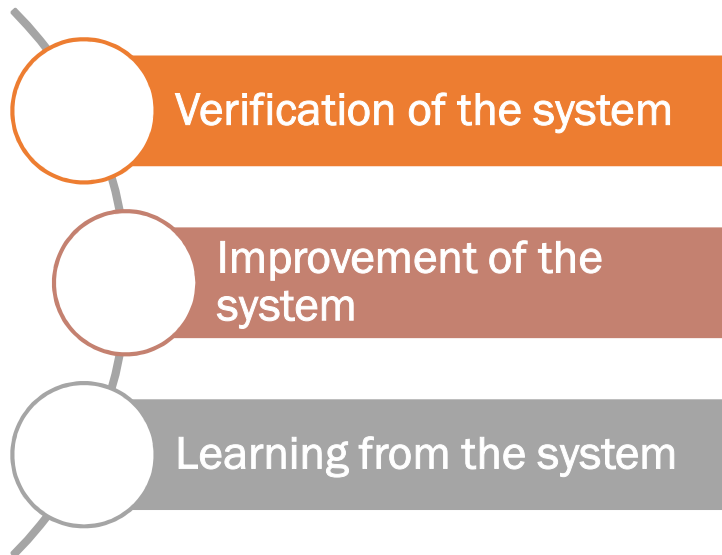 Verification of the system
Improvement of the
system
Learning from the system